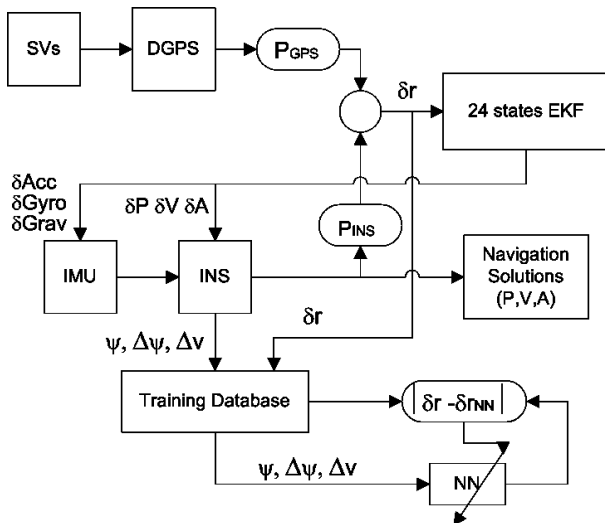 SVs
DGPS
PGPS
δr
24 states EKF
δAcc
δGyro
δGrav
δP δV δA
PINS
IMU
INS
Navigation
Solutions
(P,V,A)
ψ, Δψ, Δv
δr
Training Database
|δr -δrNN|
ψ, Δψ, Δv
NN